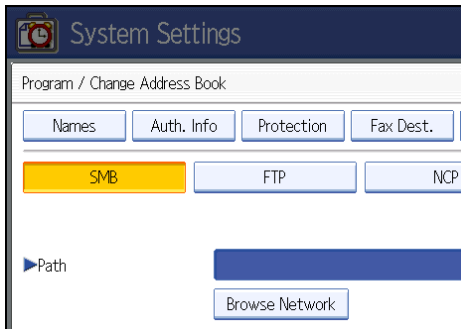 System Settings
Program / Change Address Book
Names Auth. Info Protection Fax Dest.
SMB FTP NCP
▶Path
Browse Network